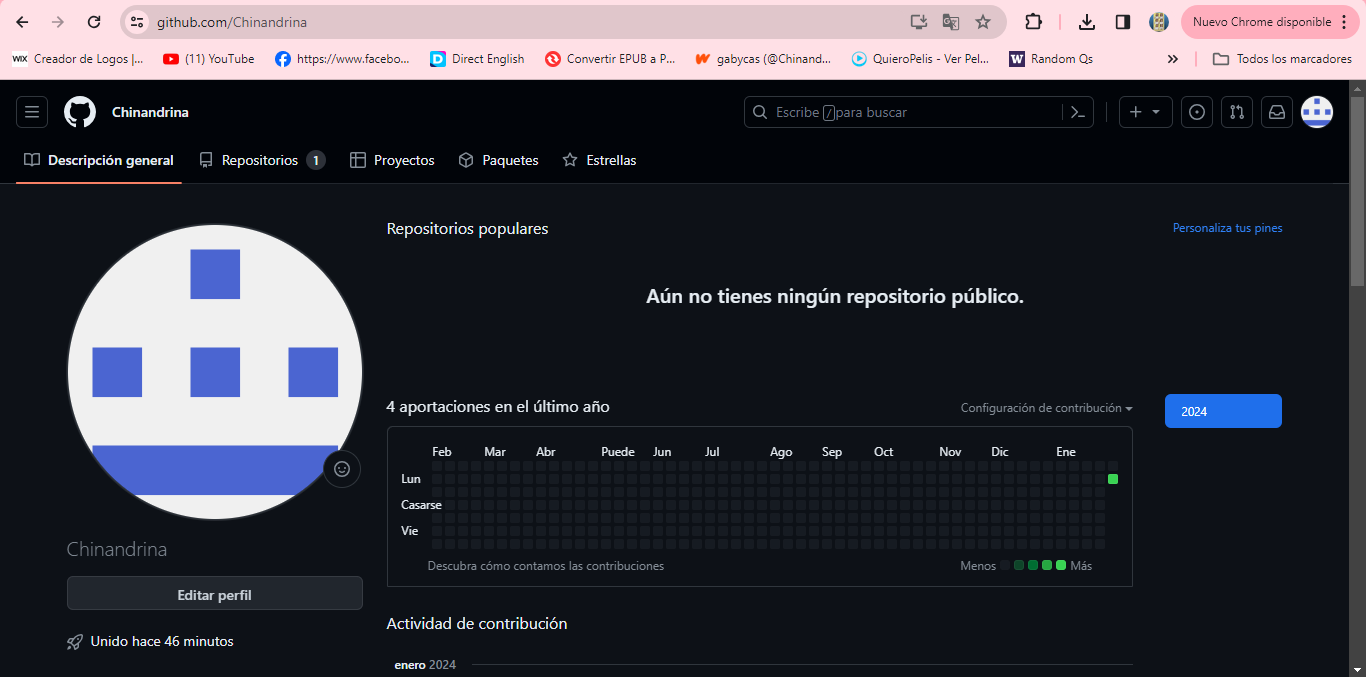 github.com/Chinandrina
Nuevo Chrome disponible
WIX Creador de Logos |... (11) YouTube https://www.facebo... Direct English Convertir EPUB a P... gabycas (@Chinand... QuieroPelis - Ver Pel... W Random Qs » Todos los marcadores
Chinandrina
Escribe / para buscar
Descripción general Repositorios 1 Proyectos Paquetes Estrellas
Repositorios populares
Personaliza tus pines
Aún no tienes ningún repositorio público.
4 aportaciones en el último año
Configuración de contribución
2024
Feb Mar Abr Puede Jun Jul Ago Sep Oct Nov Dic Ene
Lun
Casarse
Vie
Descubra cómo contamos las contribuciones
Menos Más
Chinandrina
Editar perfil
Unido hace 46 minutos
Actividad de contribución
enero 2024